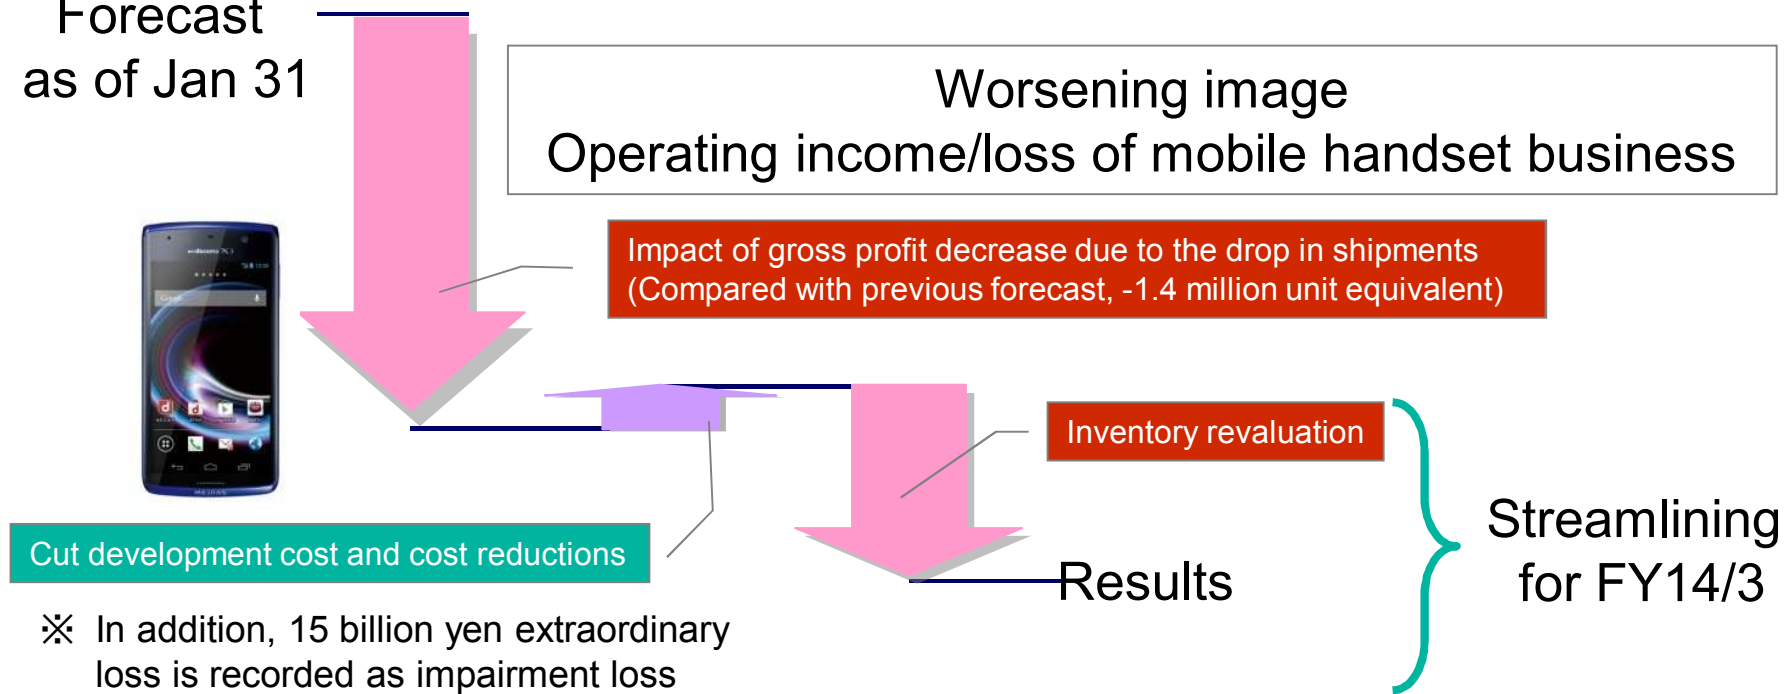 Forecast
as of Jan 31
Worsening image
Operating income/loss of mobile handset business
Impact of gross profit decrease due to the drop in shipments
(Compared with previous forecast, -1.4 million unit equivalent)
Inventory revaluation
Cut development cost and cost reductions
Results
Streamlining
for FY14/3
※ In addition, 15 billion yen extraordinary
loss is recorded as impairment loss